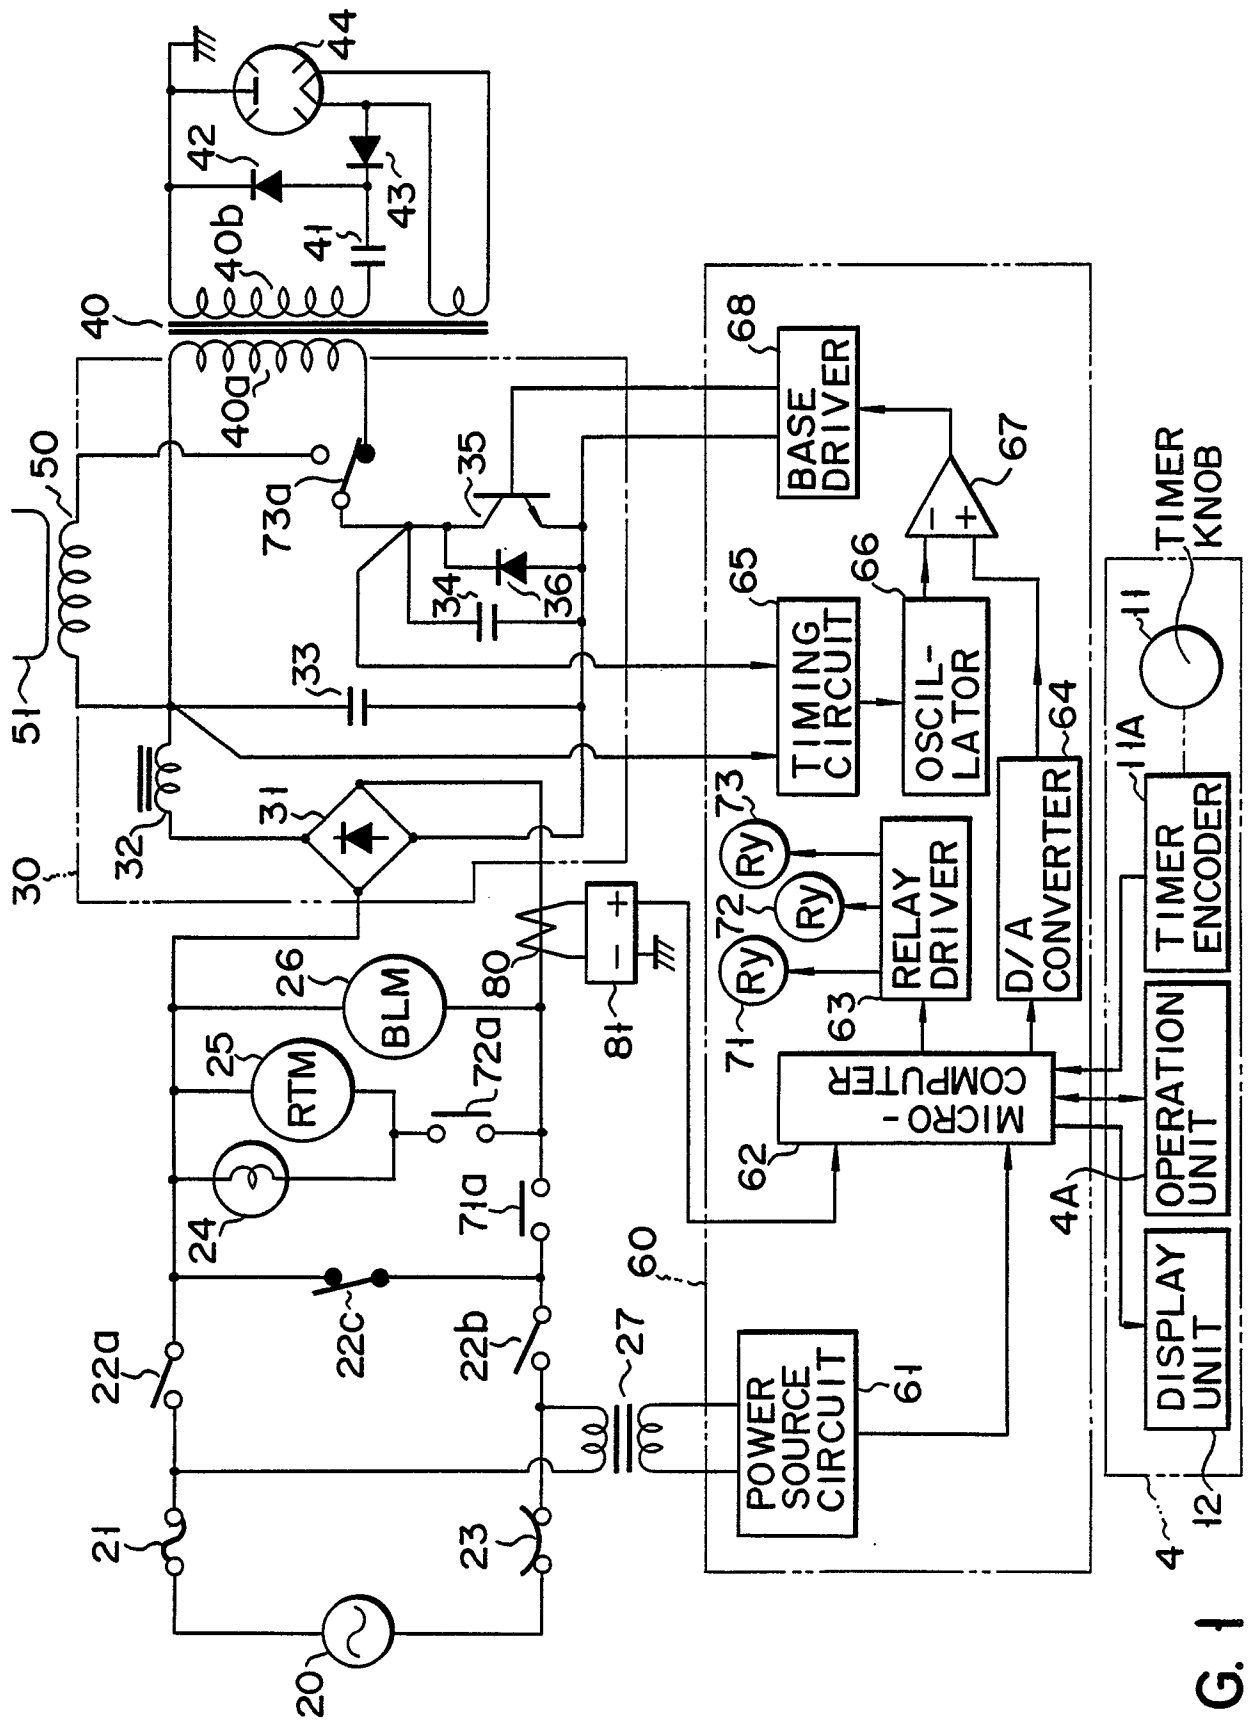 51
50
40
44
42
40b
41
43
40a
30
32
31
33
73a
34
35
36
26
BLM
25
RTM
24
80
81
72a
71a
22a
22c
22b
21
23
20
27
60
61
POWER
SOURCE
CIRCUIT
62
MICRO-
COMPUTER
63
RELAY
DRIVER
71
Ry
72
Ry
73
Ry
64
D/A
CONVERTER
65
TIMING
CIRCUIT
66
OSCIL-
LATOR
67
−
+
68
BASE
DRIVER
− +
4
12
DISPLAY
UNIT
4A
OPERATION
UNIT
11A
TIMER
ENCODER
11
TIMER
KNOB
G. 1